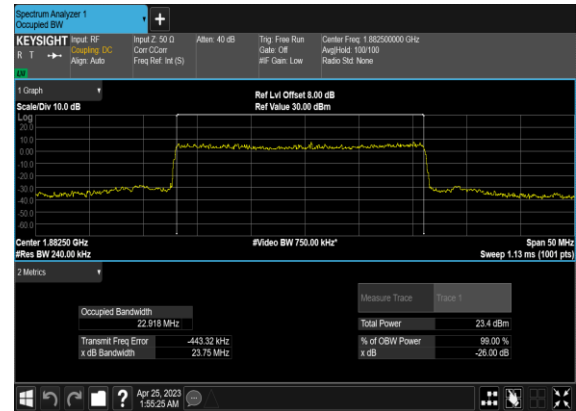 Spectrum Analyzer 1
Occupied BW
+
KEYSIGHT Input: RF Input Z: 50 Ω Atten: 40 dB Trig: Free Run Center Freq: 1.882500000 GHz
R T Coupling: DC Corr CCorr Gate: Off Avg|Hold: 100/100
Align: Auto Freq Ref: Int (S) #IF Gain: Low Radio Std: None
1 Graph Ref Lvl Offset 8.00 dB
Scale/Div 10.0 dB Ref Value 30.00 dBm
Log
20.0
10.0
0.00
-10.0
-20.0
-30.0
-40.0
-50.0
-60.0
Center 1.88250 GHz #Video BW 750.00 kHz* Span 50 MHz
#Res BW 240.00 kHz Sweep 1.13 ms (1001 pts)
2 Metrics
Measure Trace Trace 1
Occupied Bandwidth
22.918 MHz Total Power 23.4 dBm
Transmit Freq Error -443.32 kHz % of OBW Power 99.00 %
x dB Bandwidth 23.75 MHz x dB -26.00 dB
? Apr 25, 2023
1:55:25 AM